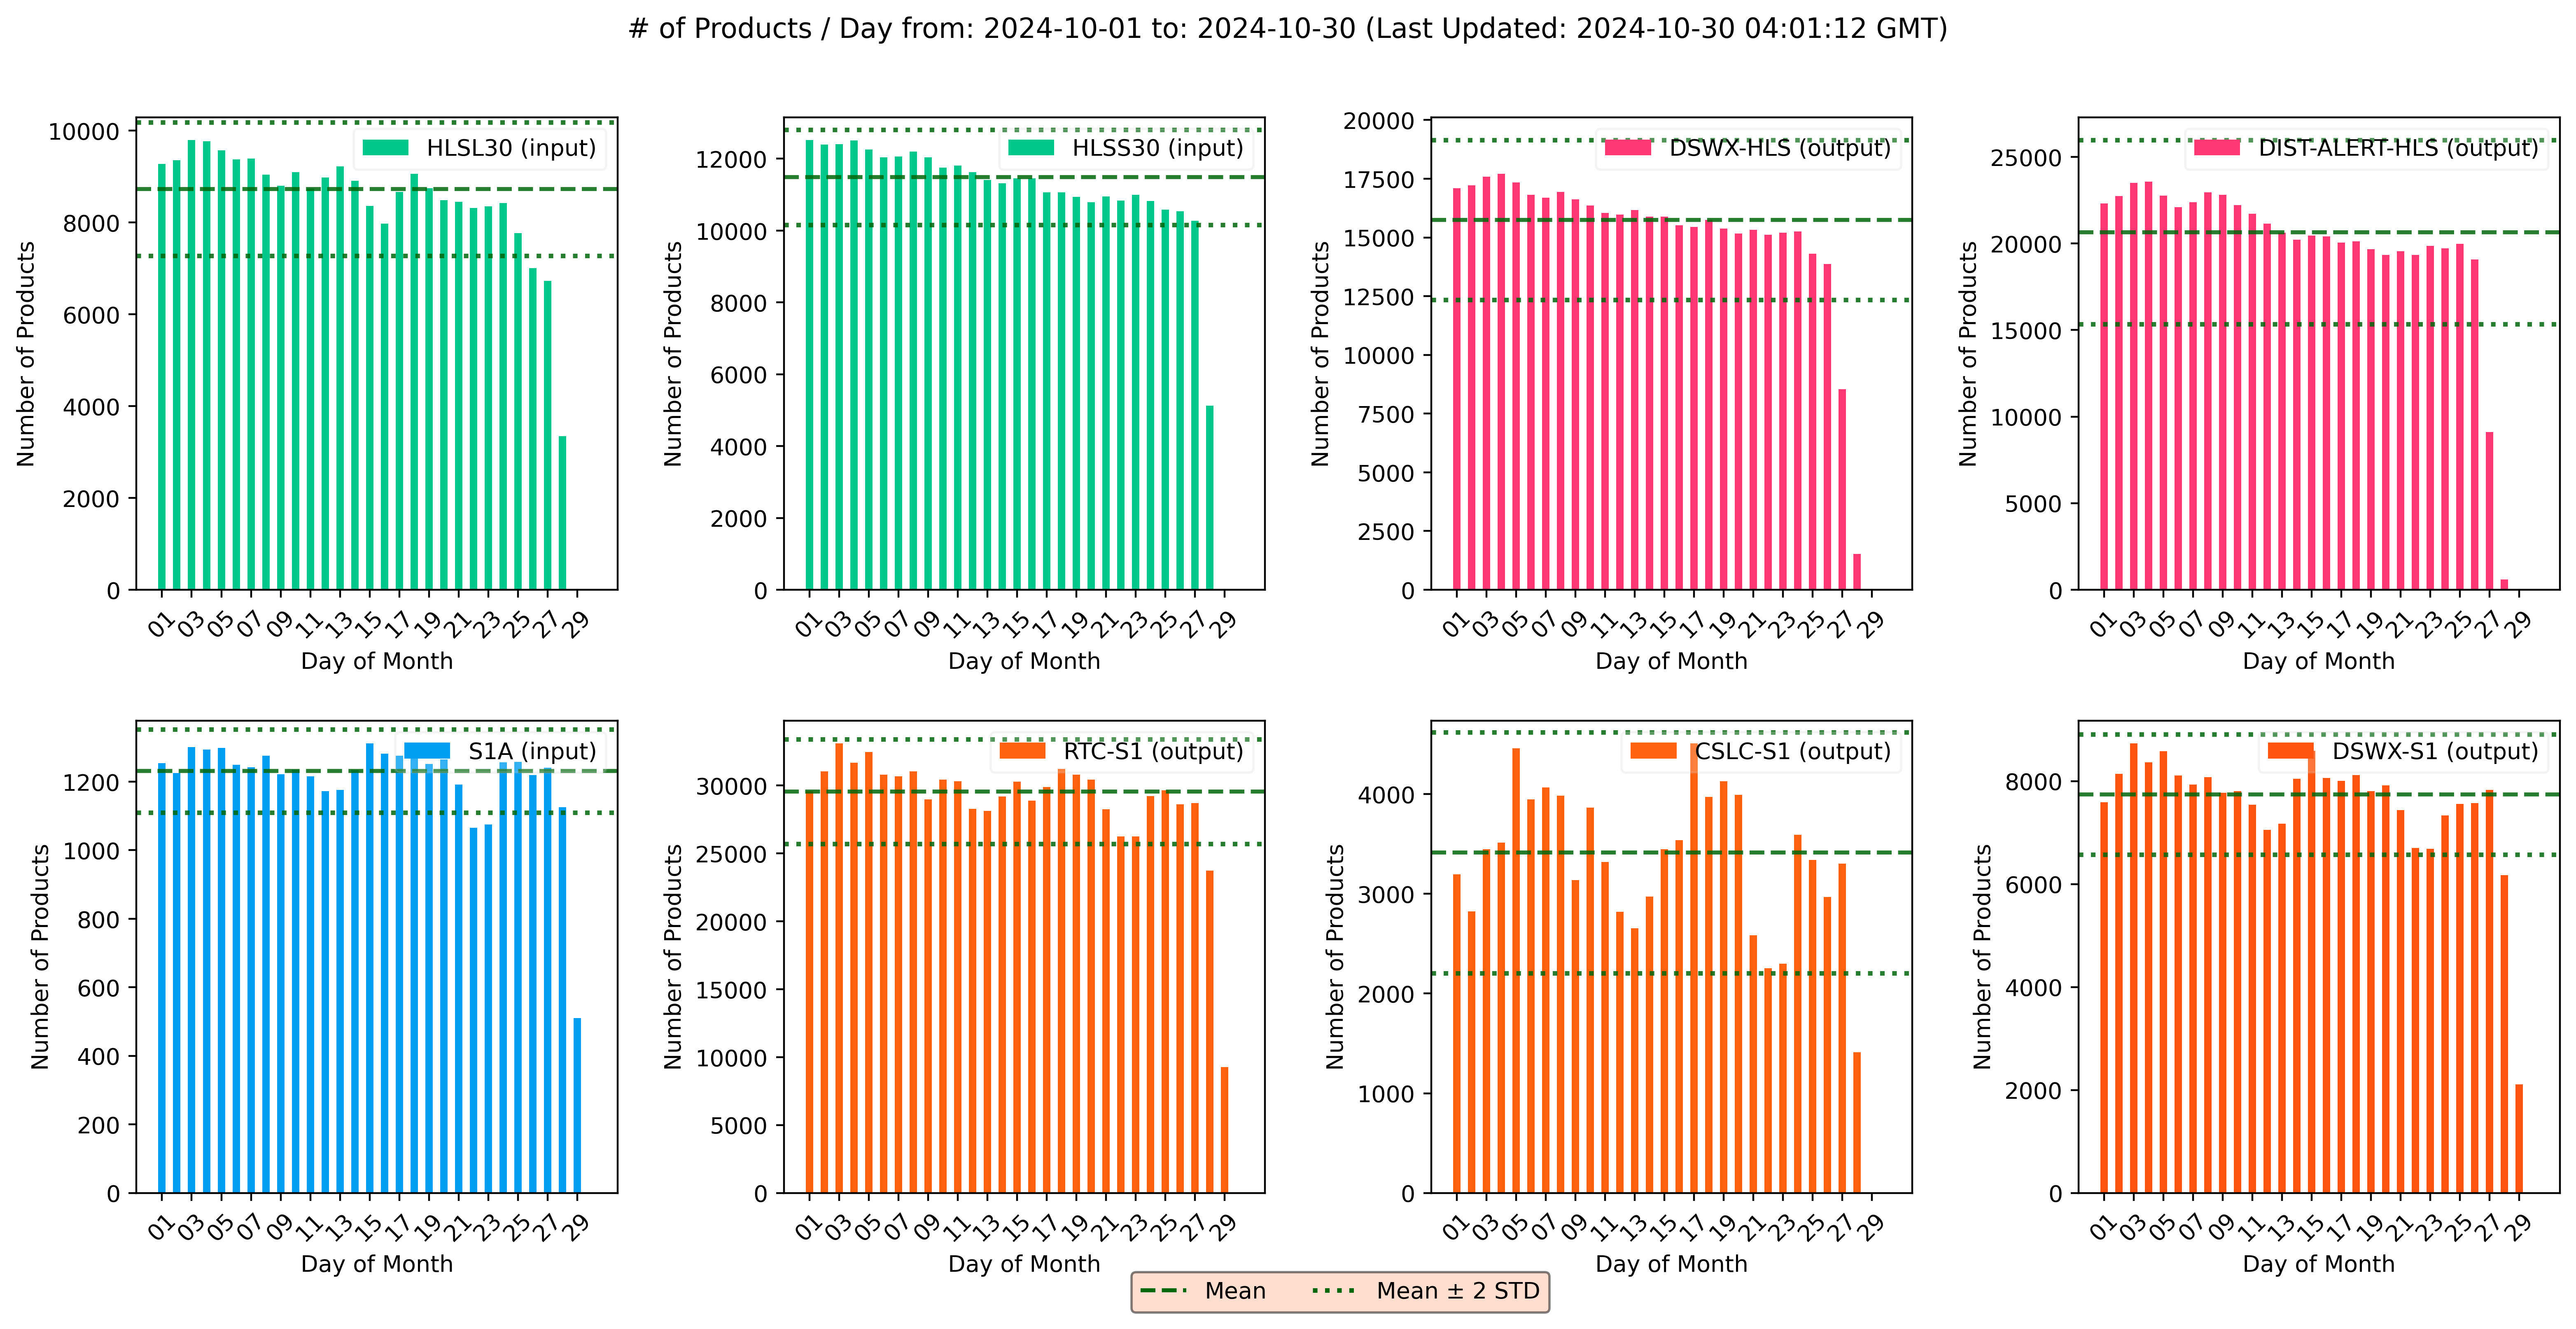 # of Products / Day from: 2024-10-01 to: 2024-10-30 (Last Updated: 2024-10-30 04:01:12 GMT)
HLSL30 (input)
Number of Products
10000
8000
6000
4000
2000
0
01 03 05 07 09 11 13 15 17 19 21 23 25 27 29
Day of Month
HLSS30 (input)
Number of Products
12000
10000
8000
6000
4000
2000
0
01 03 05 07 09 11 13 15 17 19 21 23 25 27 29
Day of Month
DSWX-HLS (output)
Number of Products
20000
17500
15000
12500
10000
7500
5000
2500
0
01 03 05 07 09 11 13 15 17 19 21 23 25 27 29
Day of Month
DIST-ALERT-HLS (output)
Number of Products
25000
20000
15000
10000
5000
0
01 03 05 07 09 11 13 15 17 19 21 23 25 27 29
Day of Month
S1A (input)
Number of Products
1200
1000
800
600
400
200
0
01 03 05 07 09 11 13 15 17 19 21 23 25 27 29
Day of Month
RTC-S1 (output)
Number of Products
30000
25000
20000
15000
10000
5000
0
01 03 05 07 09 11 13 15 17 19 21 23 25 27 29
Day of Month
CSLC-S1 (output)
Number of Products
4000
3000
2000
1000
0
01 03 05 07 09 11 13 15 17 19 21 23 25 27 29
Day of Month
DSWX-S1 (output)
Number of Products
8000
6000
4000
2000
0
01 03 05 07 09 11 13 15 17 19 21 23 25 27 29
Day of Month
Mean
Mean ± 2 STD